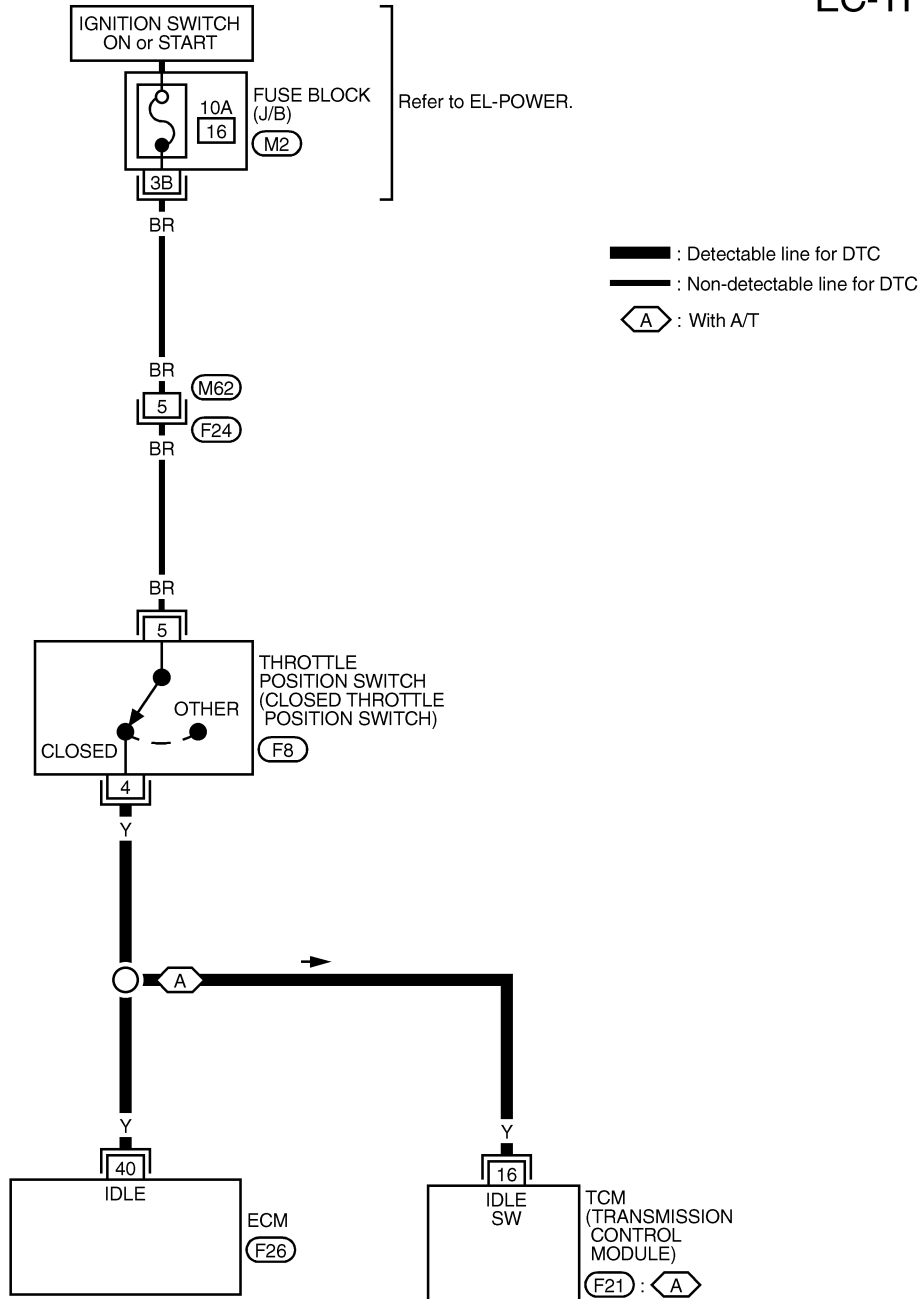 IGNITION SWITCH
ON or START
FUSE BLOCK
(J/B)
10A
16
M2
Refer to EL-POWER.
3B
BR
: Detectable line for DTC
: Non-detectable line for DTC
A : With A/T
BR
M62
5
F24
BR
BR
5
THROTTLE
POSITION SWITCH
(CLOSED THROTTLE
POSITION SWITCH)
OTHER
CLOSED
F8
4
Y
A
Y
Y
40
IDLE
ECM
F26
16
IDLE
SW
TCM
(TRANSMISSION
CONTROL
MODULE)
F21 : A